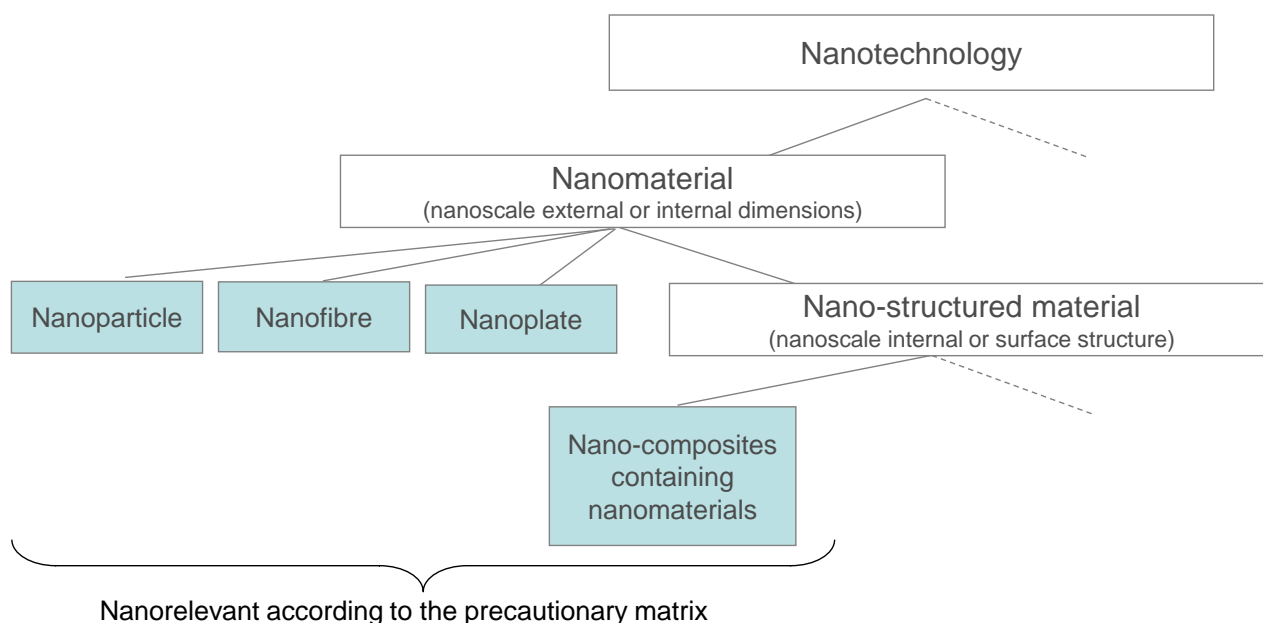 Nanotechnology
Nanomaterial
(nanoscale external or internal dimensions)
Nanoparticle
Nanofibre
Nanoplate
Nano-structured material
(nanoscale internal or surface structure)
Nano-composites
containing
nanomaterials
Nanorelevant according to the precautionary matrix